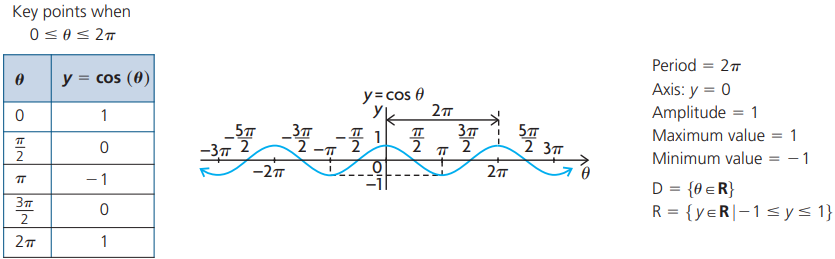 Key points when
0 ≤ θ ≤ 2π
θ y = cos (θ)
0 1
π/2 0
π −1
3π/2 0
2π 1
y = cos θ
y 2π
−3π −5π/2 −2π −3π/2 −π −π/2 1 π/2 π 3π/2 2π 5π/2 3π
0 θ
−1
Period = 2π
Axis: y = 0
Amplitude = 1
Maximum value = 1
Minimum value = −1
D = {θ ∈ R}
R = {y ∈ R | −1 ≤ y ≤ 1}